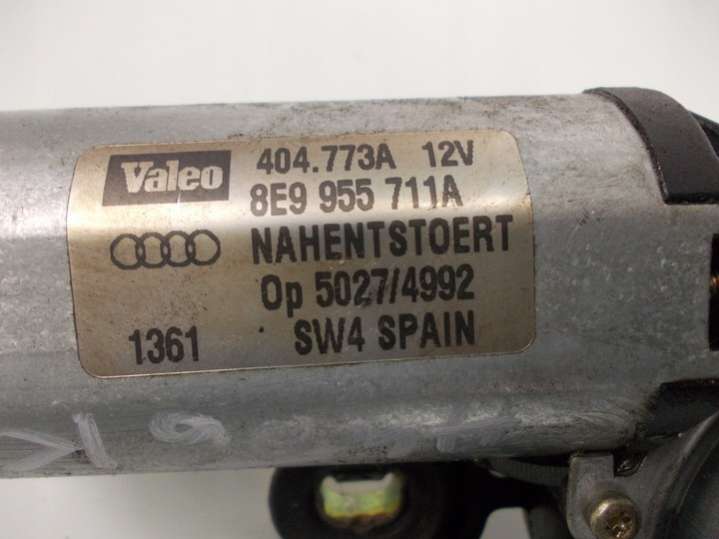 Valeo 404.773A 12V
8E9 955 711A
NAHENTSTOERT
Op 5027/4992
1361 SW4 SPAIN